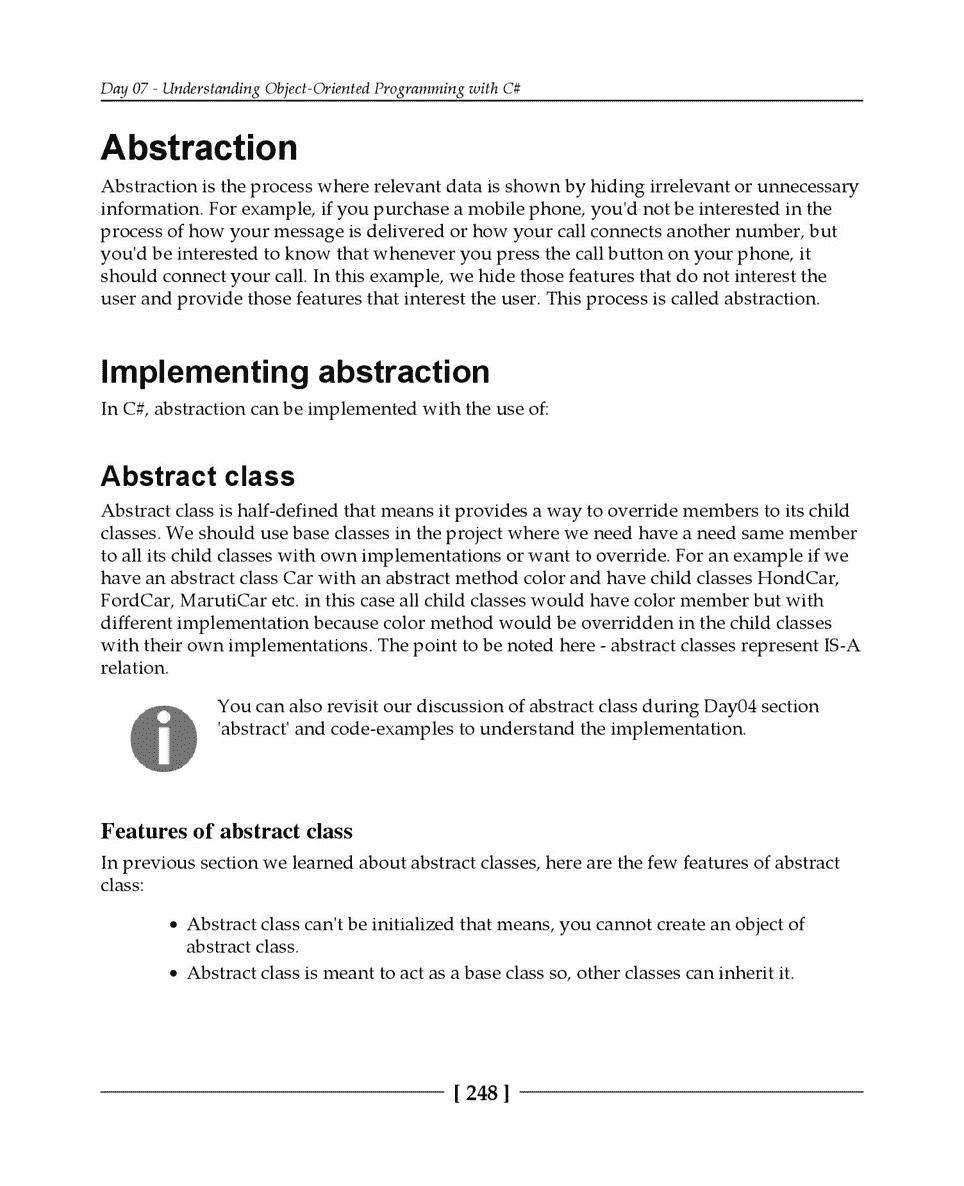 Day 07 - Understanding Object-Oriented Programming with C#
Abstraction
Abstraction is the process where relevant data is shown by hiding irrelevant or unnecessary
information. For example, if you purchase a mobile phone, you'd not be interested in the
process of how your message is delivered or how your call connects another number, but
you'd be interested to know that whenever you press the call button on your phone, it
should connect your call. In this example, we hide those features that do not interest the
user and provide those features that interest the user. This process is called abstraction.
Implementing abstraction
In C#, abstraction can be implemented with the use of:
Abstract class
Abstract class is half-defined that means it provides a way to override members to its child
classes. We should use base classes in the project where we need have a need same member
to all its child classes with own implementations or want to override. For an example if we
have an abstract class Car with an abstract method color and have child classes HondCar,
FordCar, MarutiCar etc. in this case all child classes would have color member but with
different implementation because color method would be overridden in the child classes
with their own implementations. The point to be noted here - abstract classes represent IS-A
relation.
You can also revisit our discussion of abstract class during Day04 section
'abstract' and code-examples to understand the implementation.
Features of abstract class
In previous section we learned about abstract classes, here are the few features of abstract
class:
• Abstract class can't be initialized that means, you cannot create an object of
abstract class.
• Abstract class is meant to act as a base class so, other classes can inherit it.
[ 248 ]